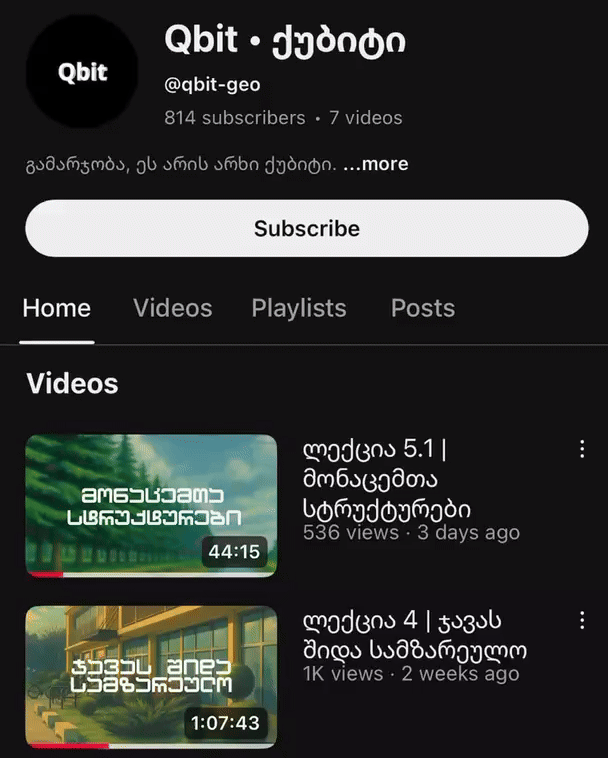 Qbit
Qbit • ქუბიტი
@qbit-geo
814 subscribers • 7 videos
გამარჯობა, ეს არის არხი ქუბიტი. ...more
Subscribe
Home Videos Playlists Posts
Videos
მონაცემთა
სტრუქტურები
44:15
ლექცია 5.1 |
მონაცემთა
სტრუქტურები
536 views · 3 days ago
ჯავას შიდა
სამზარეულო
1:07:43
ლექცია 4 | ჯავას
შიდა სამზარეულო
1K views · 2 weeks ago